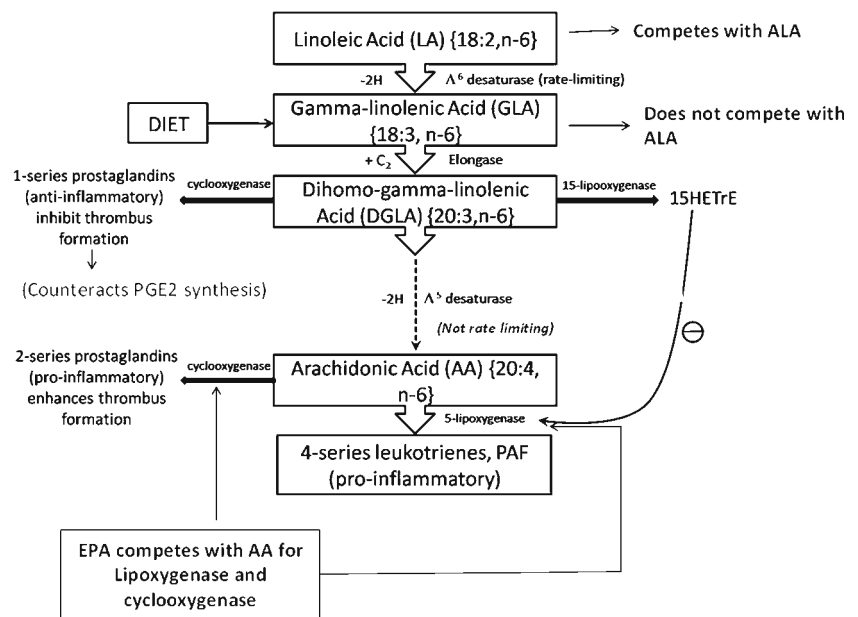 Linoleic Acid (LA) {18:2,n-6}
Competes with ALA
-2H
Λ⁶ desaturase (rate-limiting)
DIET
Gamma-linolenic Acid (GLA)
{18:3, n-6}
Does not compete with
ALA
+ C₂
Elongase
1-series prostaglandins
(anti-inflammatory)
inhibit thrombus
formation
cyclooxygenase
Dihomo-gamma-linolenic
Acid (DGLA) {20:3,n-6}
15-lipooxygenase
15HETrE
(Counteracts PGE2 synthesis)
-2H
Λ⁵ desaturase
(Not rate limiting)
2-series prostaglandins
(pro-inflammatory)
enhances thrombus
formation
cyclooxygenase
Arachidonic Acid (AA) {20:4,
n-6}
5-lipoxygenase
4-series leukotrienes, PAF
(pro-inflammatory)
EPA competes with AA for
Lipoxygenase and
cyclooxygenase